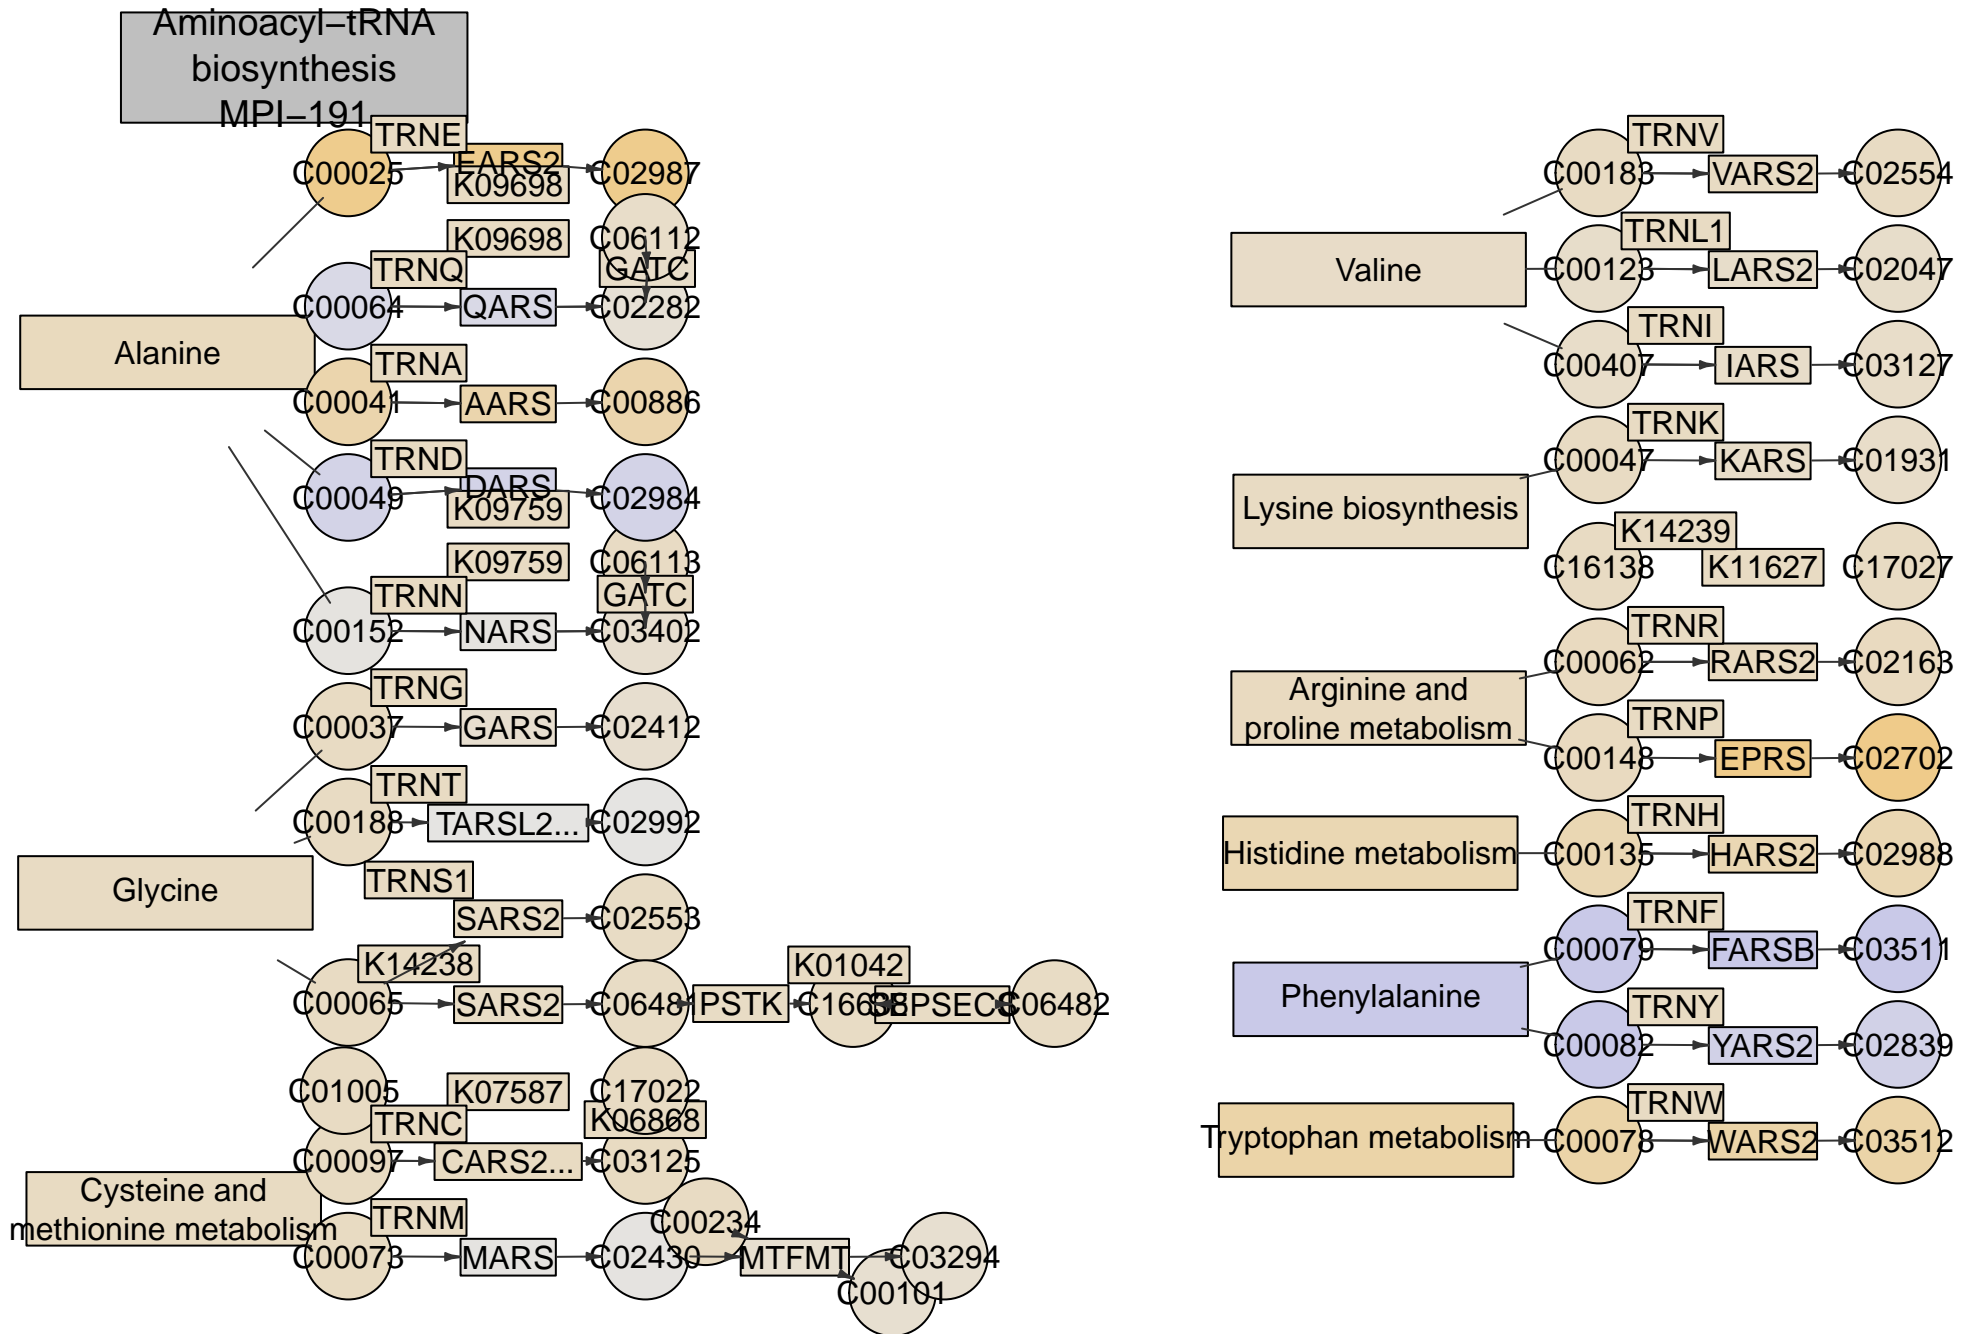 Aminoacyl−tRNA
biosynthesis
MPI−191
TRNE
C00025
EARS2
K09698
C02987
K09698
C06112
TRNQ
GATC
C00064
QARS
C02282
Alanine
TRNA
C00041
AARS
C00886
TRND
C00049
DARS
K09759
C02984
K09759
C06113
TRNN
GATC
C00152
NARS
C03402
TRNG
C00037
GARS
C02412
TRNT
C00188
TARSL2...
C02992
Glycine
TRNS1
SARS2
C02553
K14238
K01042
C00065
SARS2
C06481
PSTK
C16638
SEPSECS
C06482
C01005
K07587
C17022
TRNC
K06868
C00097
CARS2...
C03125
Cysteine and
methionine metabolism
TRNM
C00234
C00073
MARS
C02430
MTFMT
C03294
C00101
TRNV
C00183
VARS2
C02554
TRNL1
Valine
C00123
LARS2
C02047
TRNI
C00407
IARS
C03127
TRNK
C00047
KARS
C01931
Lysine biosynthesis
K14239
C16138
K11627
C17027
TRNR
C00062
RARS2
C02163
Arginine and
proline metabolism
TRNP
C00148
EPRS
C02702
TRNH
Histidine metabolism
C00135
HARS2
C02988
TRNF
C00079
FARSB
C03511
Phenylalanine
TRNY
C00082
YARS2
C02839
TRNW
Tryptophan metabolism
C00078
WARS2
C03512